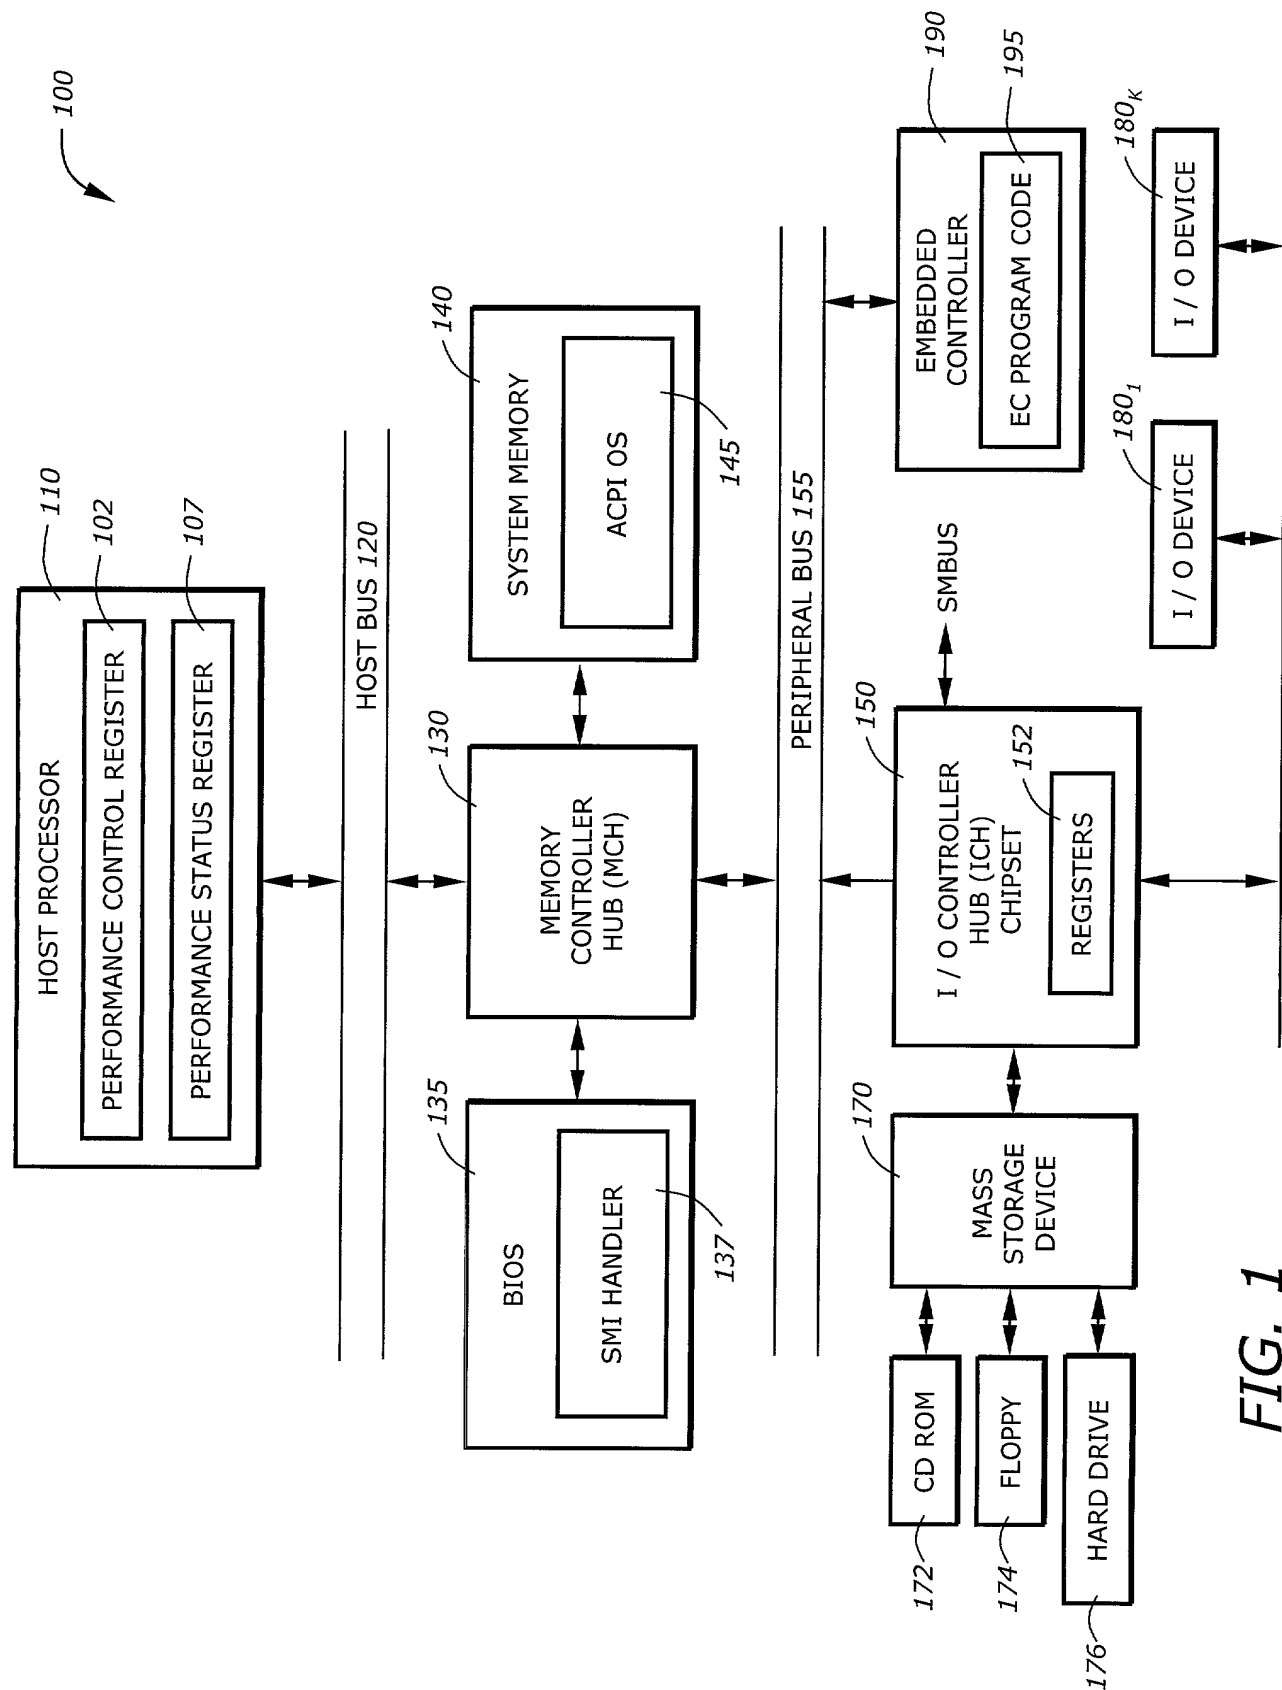 100
HOST PROCESSOR
110
PERFORMANCE CONTROL REGISTER
102
PERFORMANCE STATUS REGISTER
107
HOST BUS 120
135
BIOS
SMI HANDLER
137
130
MEMORY
CONTROLLER
HUB (MCH)
140
SYSTEM MEMORY
ACPI OS
145
PERIPHERAL BUS 155
CD ROM
172
FLOPPY
174
HARD DRIVE
176
170
MASS
STORAGE
DEVICE
150
I / O CONTROLLER
HUB (ICH)
CHIPSET
152
REGISTERS
SMBUS
190
EMBEDDED
CONTROLLER
195
EC PROGRAM CODE
180₁
I / O DEVICE
180ₖ
I / O DEVICE
FIG. 1